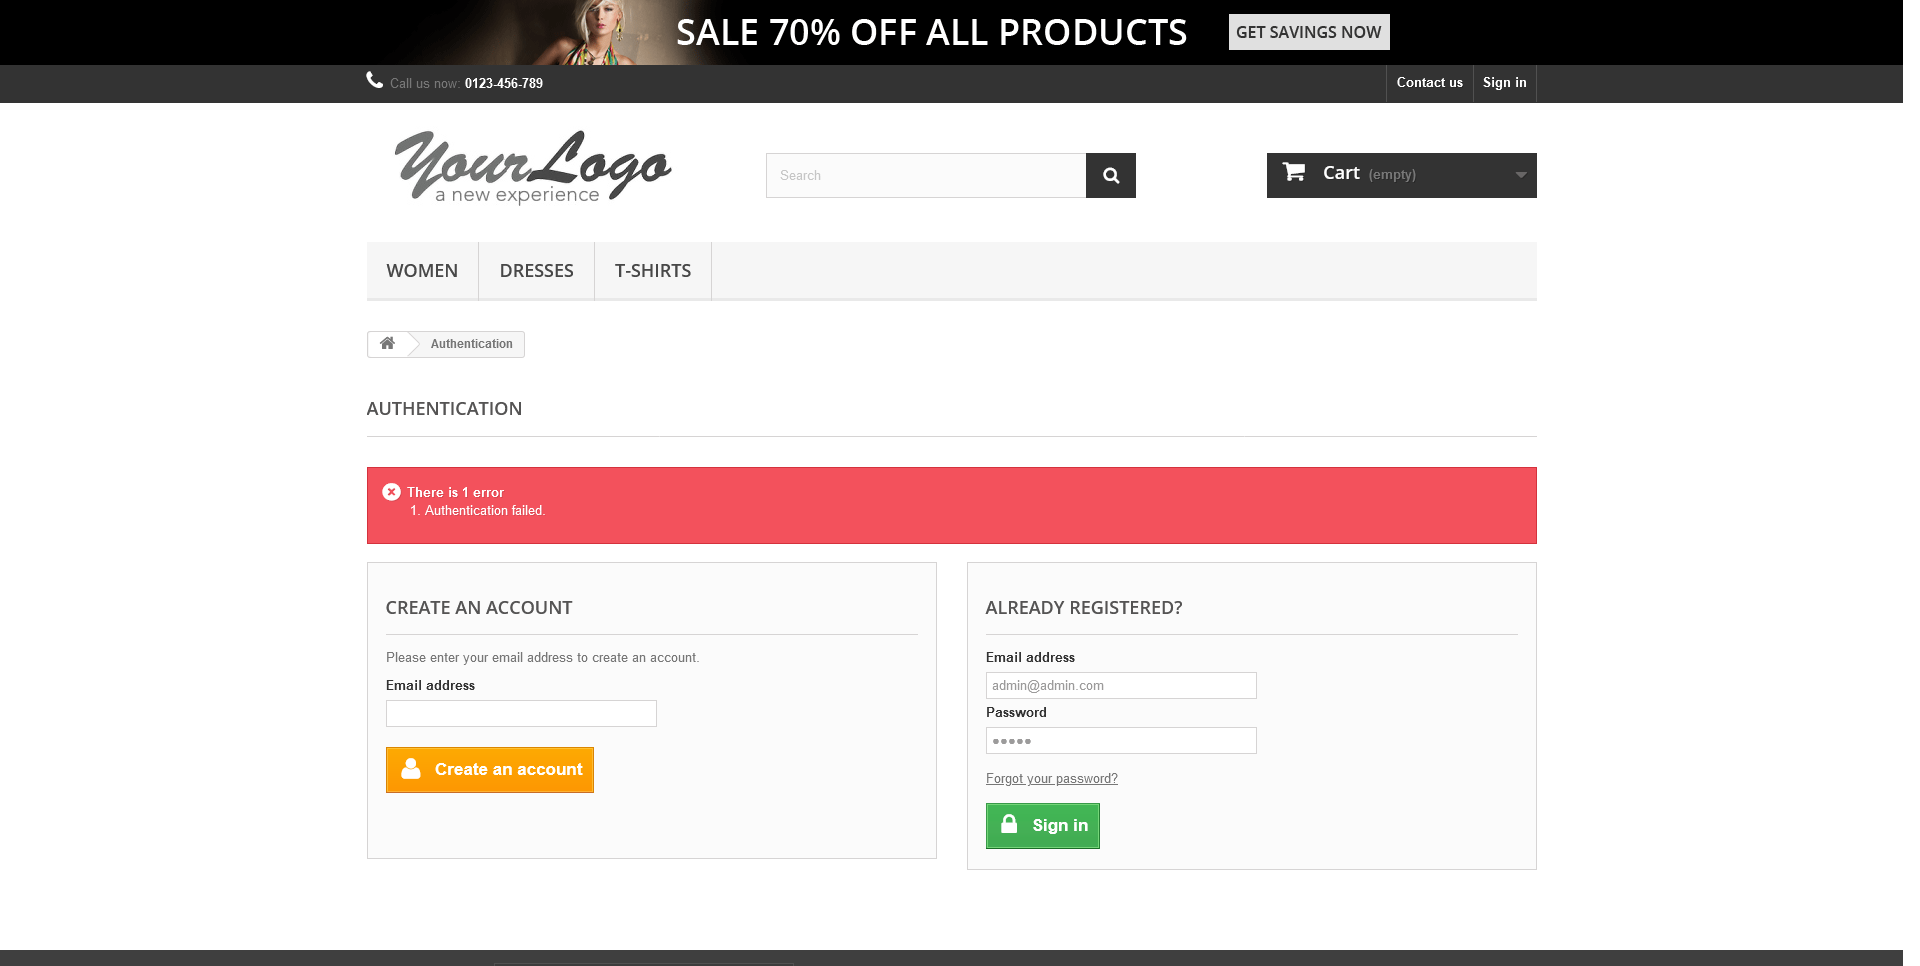 SALE 70% OFF ALL PRODUCTS
GET SAVINGS NOW
Call us now: 0123-456-789
Contact us
Sign in
YourLogo
a new experience
Search
Cart (empty)
WOMEN
DRESSES
T-SHIRTS
Authentication
AUTHENTICATION
There is 1 error
1. Authentication failed.
CREATE AN ACCOUNT
Please enter your email address to create an account.
Email address
Create an account
ALREADY REGISTERED?
Email address
admin@admin.com
Password
•••••
Forgot your password?
Sign in